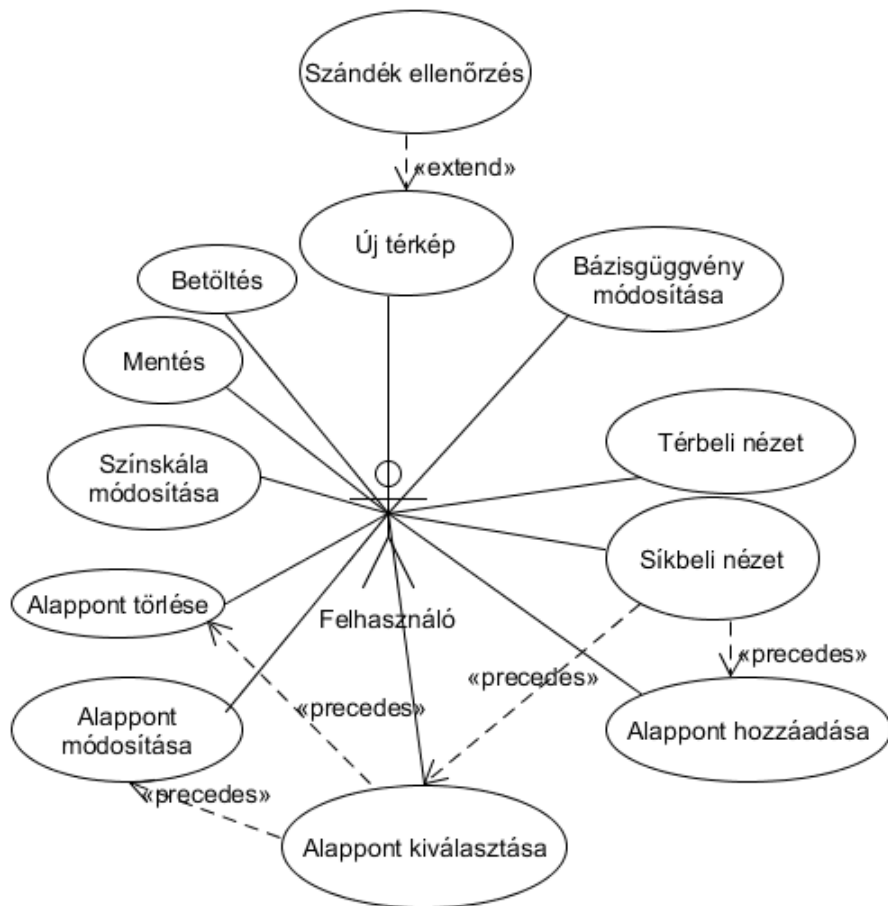 Szándék ellenőrzés
«extend»
Új térkép
Bázisgüggvény
módosítása
Betöltés
Mentés
Térbeli nézet
Színskála
módosítása
Síkbeli nézet
Alappont törlése
Felhasználó
«precedes»
«precedes»
«precedes»
Alappont
módosítása
Alappont hozzáadása
«precedes»
Alappont kiválasztása